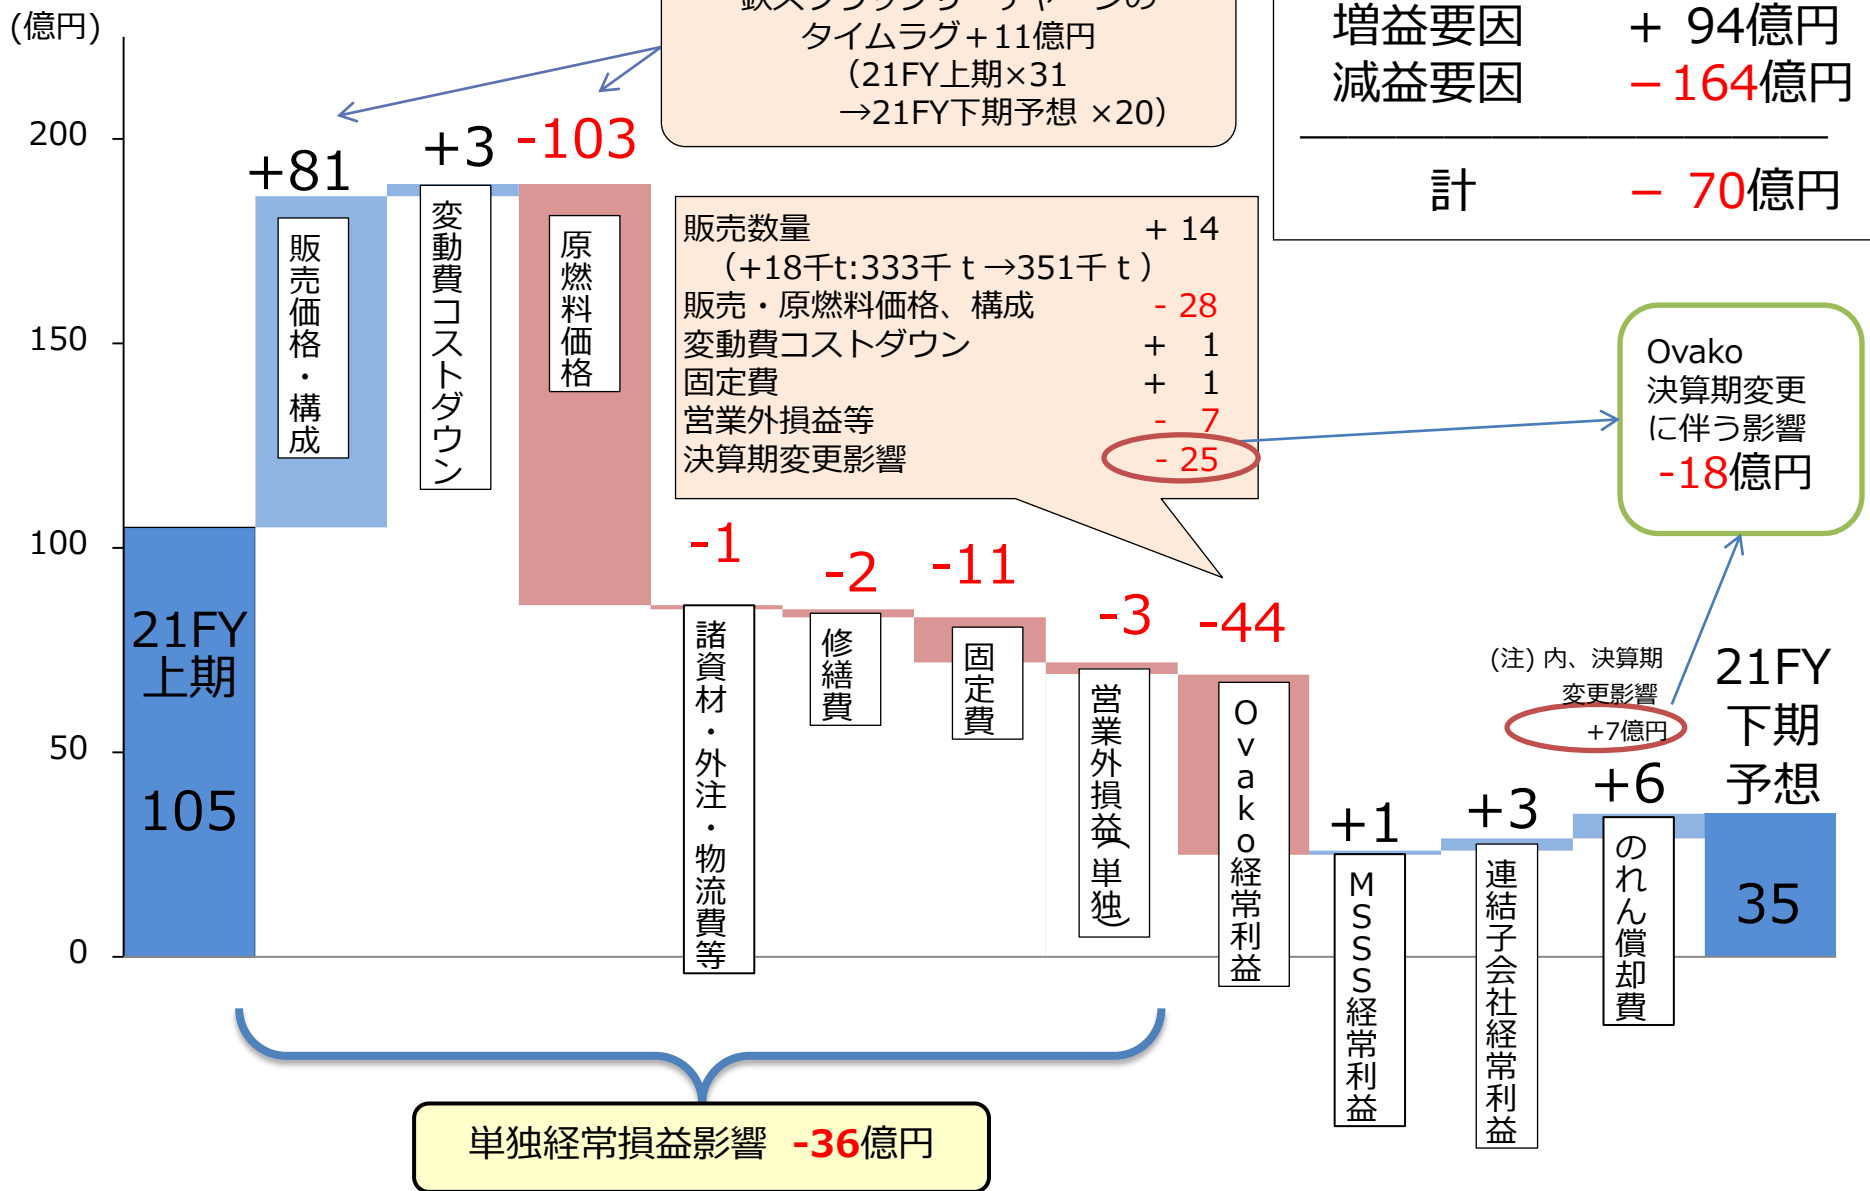 (億円)
タイムラグ+11億円
（21FY上期×31
→21FY下期予想 ×20）
増益要因 + 94億円
減益要因 －164億円
計 － 70億円
200
150
100
50
0
+81
+3
-103
販売価格・構成
変動費コストダウン
原燃料価格
販売数量 + 14
（+18千t:333千ｔ→351千ｔ）
販売・原燃料価格、構成 - 28
変動費コストダウン + 1
固定費 + 1
営業外損益等 - 7
決算期変更影響 - 25
Ovako
決算期変更
に伴う影響
-18億円
-1
-2
-11
-3
-44
諸資材・外注・物流費等
修繕費
固定費
営業外損益(単独)
Ovako経常利益
(注) 内、決算期
変更影響
+7億円
+1
+3
+6
MSSS経常利益
連結子会社経常利益
のれん償却費
21FY
上期
105
21FY
下期
予想
35
単独経常損益影響 -36億円